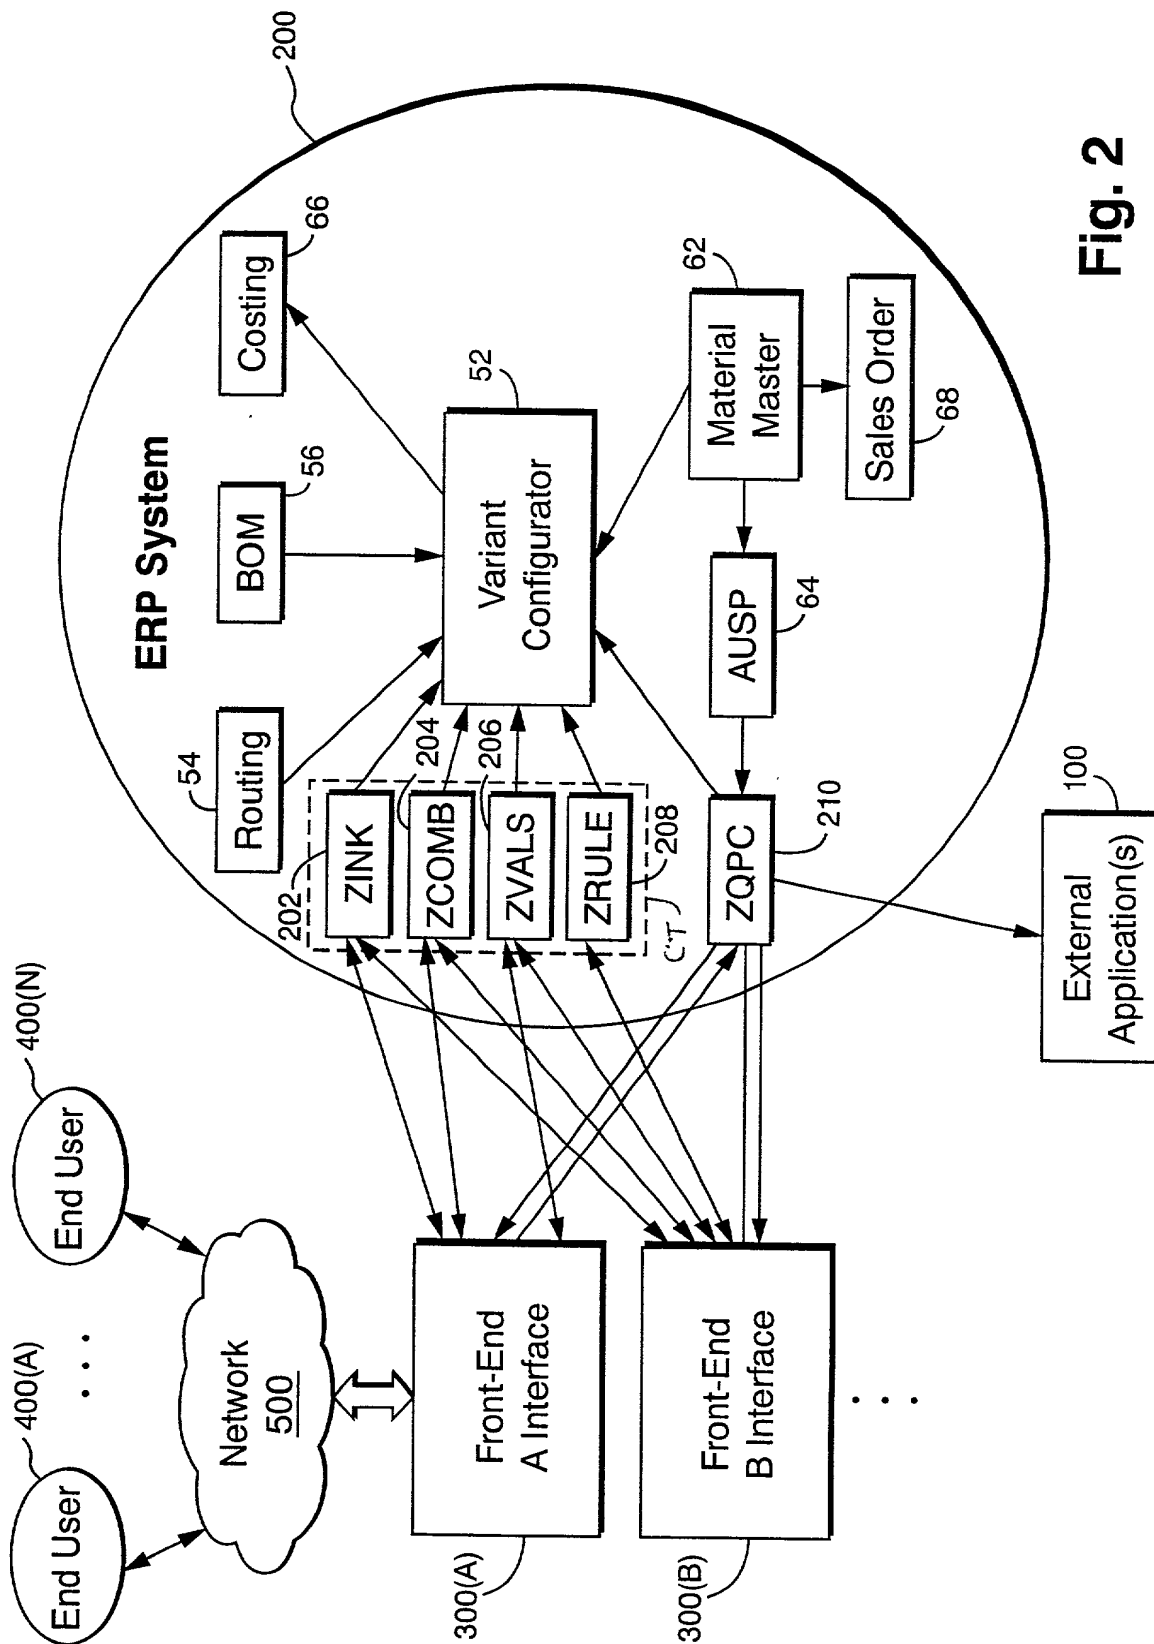 400(A)
400(N)
End User
. . .
End User
200
Network
500
ERP System
54
Routing
BOM
56
Costing
66
202
ZINK
204
ZCOMB
206
ZVALS
ZRULE
208
Variant
Configurator
52
Front-End
A Interface
300(A)
Front-End
B Interface
300(B)
. . .
ZQPC
210
AUSP
64
Material
Master
62
Sales Order
68
External
Application(s)
100
Fig. 2